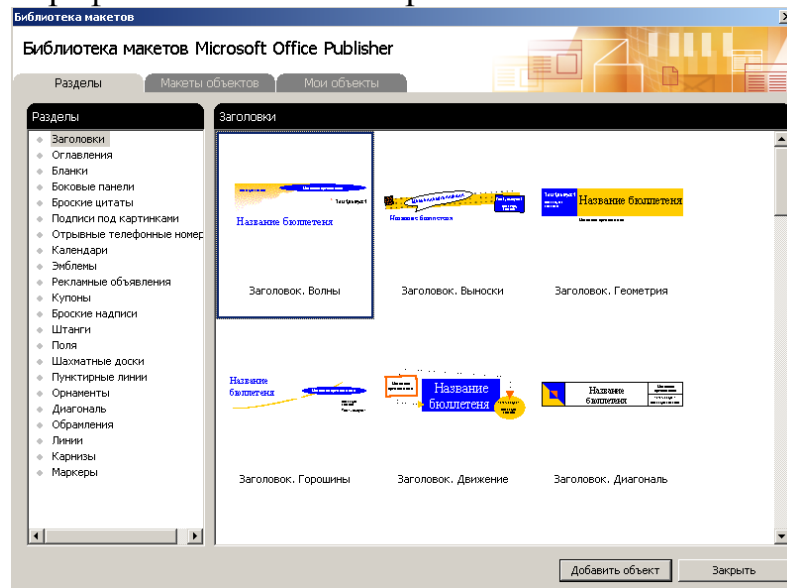 Библиотека макетов
Библиотека макетов Microsoft Office Publisher
Разделы
Макеты объектов
Мои объекты
Разделы
Заголовки
Оглавления
Бланки
Боковые панели
Броские цитаты
Подписи под картинками
Отрывные телефонные номер
Календари
Эмблемы
Рекламные объявления
Купоны
Броские надписи
Штанги
Поля
Шахматные доски
Пунктирные линии
Орнаменты
Диагональ
Обрамления
Линии
Карнизы
Маркеры
Заголовки
Название бюллетеня
Заголовок. Волны
Название бюллетеня
Заголовок. Выноски
Название бюллетеня
Заголовок. Геометрия
Название
бюллетеня
Заголовок. Горошины
Название
бюллетеня
Заголовок. Движение
Название
бюллетеня
Заголовок. Диагональ
Добавить объект
Закрыть